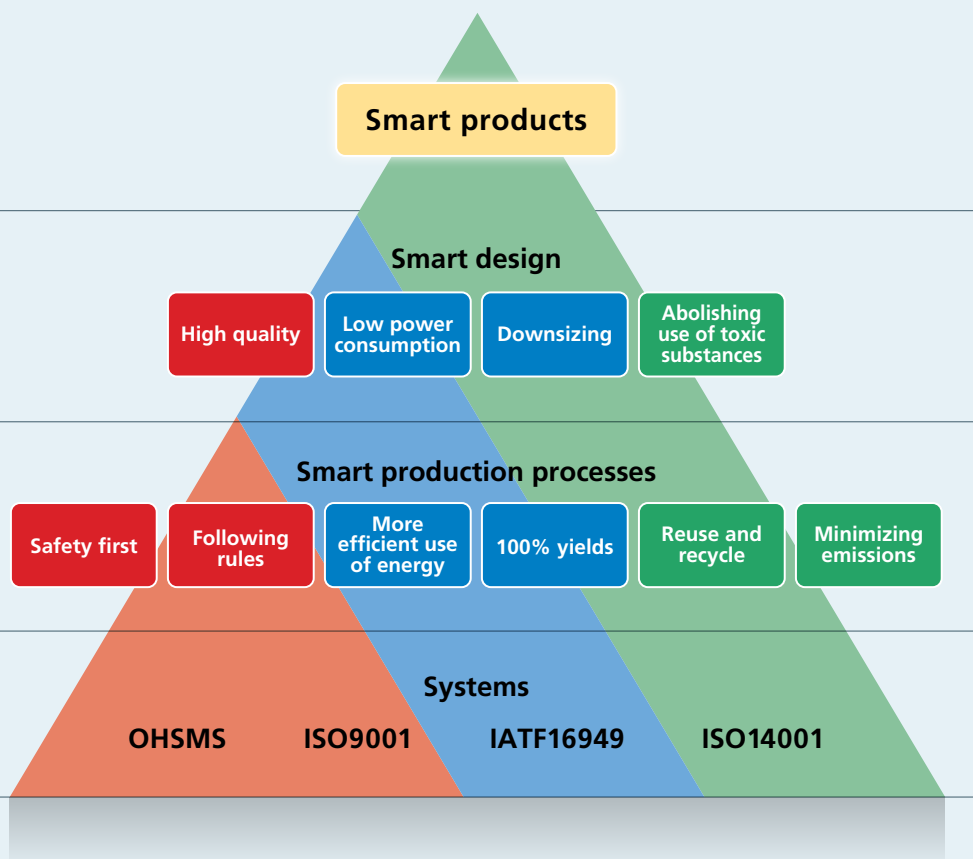 Smart products
Smart design
High quality
Low power
consumption
Downsizing
Abolishing
use of toxic
substances
Smart production processes
Safety first
Following
rules
More
efficient use
of energy
100% yields
Reuse and
recycle
Minimizing
emissions
Systems
OHSMS
ISO9001
IATF16949
ISO14001